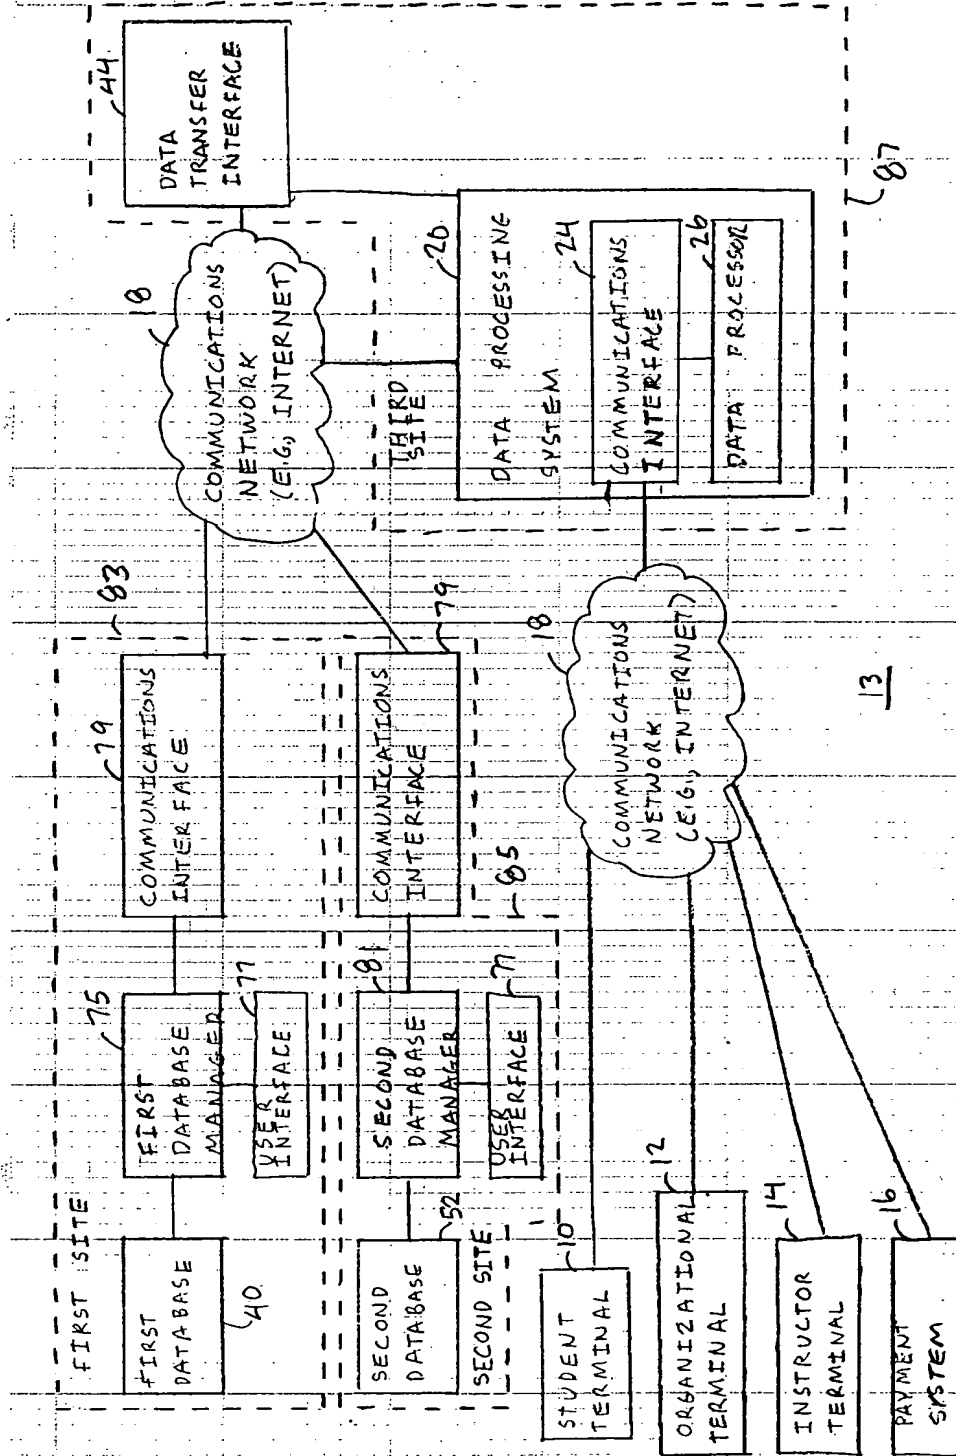 FIRST SITE
FIRST
DATABASE
40
75
FIRST
DATABASE
MANAGER
77
USER
INTERFACE
79
COMMUNICATIONS
INTERFACE
83
SECOND
DATABASE
52
SECOND SITE
81
SECOND
DATABASE
MANAGER
77
USER
INTERFACE
COMMUNICATIONS
INTERFACE
79
85
18
COMMUNICATIONS
NETWORK
(E.G., INTERNET)
44
DATA
TRANSFER
INTERFACE
THIRD
SITE
20
DATA PROCESSING
SYSTEM
24
COMMUNICATIONS
INTERFACE
26
DATA PROCESSOR
87
18
COMMUNICATIONS
NETWORK
(E.G., INTERNET)
10
STUDENT
TERMINAL
12
ORGANIZATIONAL
TERMINAL
14
INSTRUCTOR
TERMINAL
16
PAYMENT
SYSTEM
13